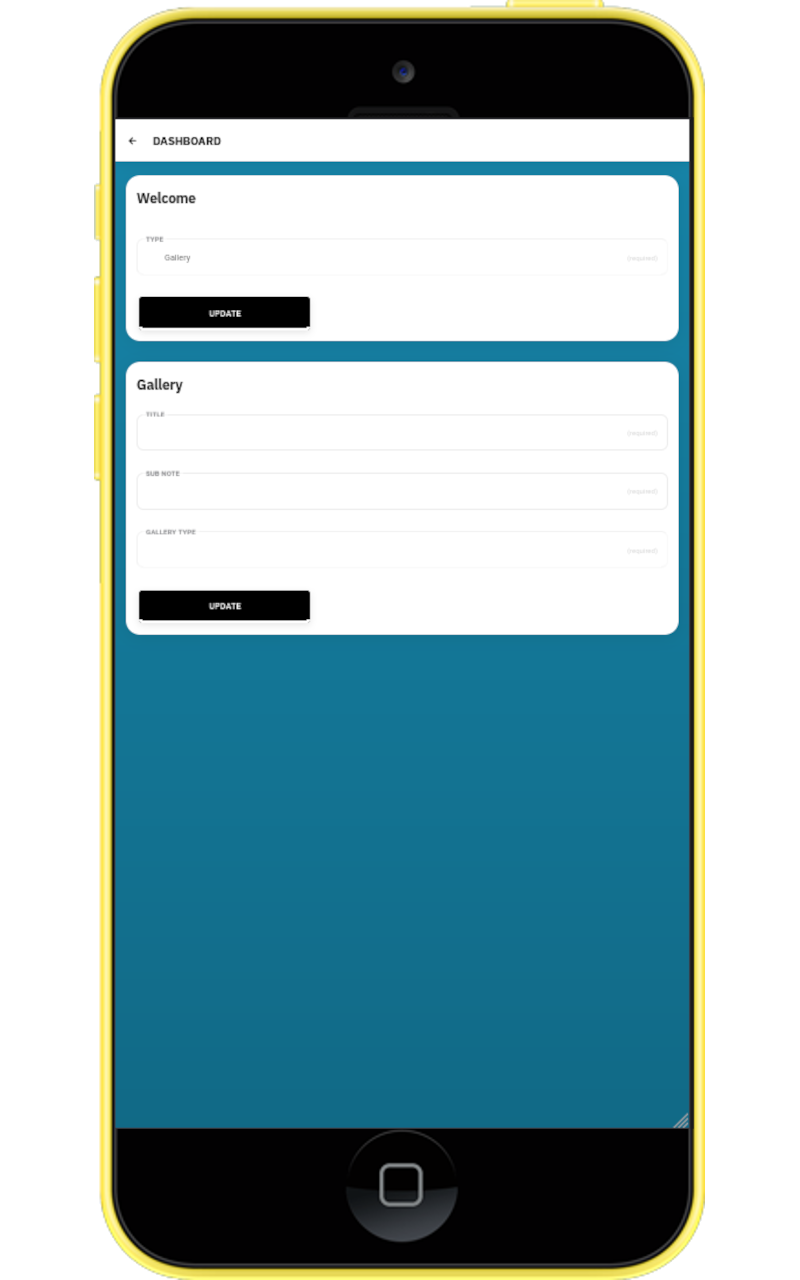 ← DASHBOARD
Welcome
TYPE
Gallery (required)
UPDATE
Gallery
TITLE
(required)
SUB NOTE
(required)
GALLERY TYPE
(required)
UPDATE